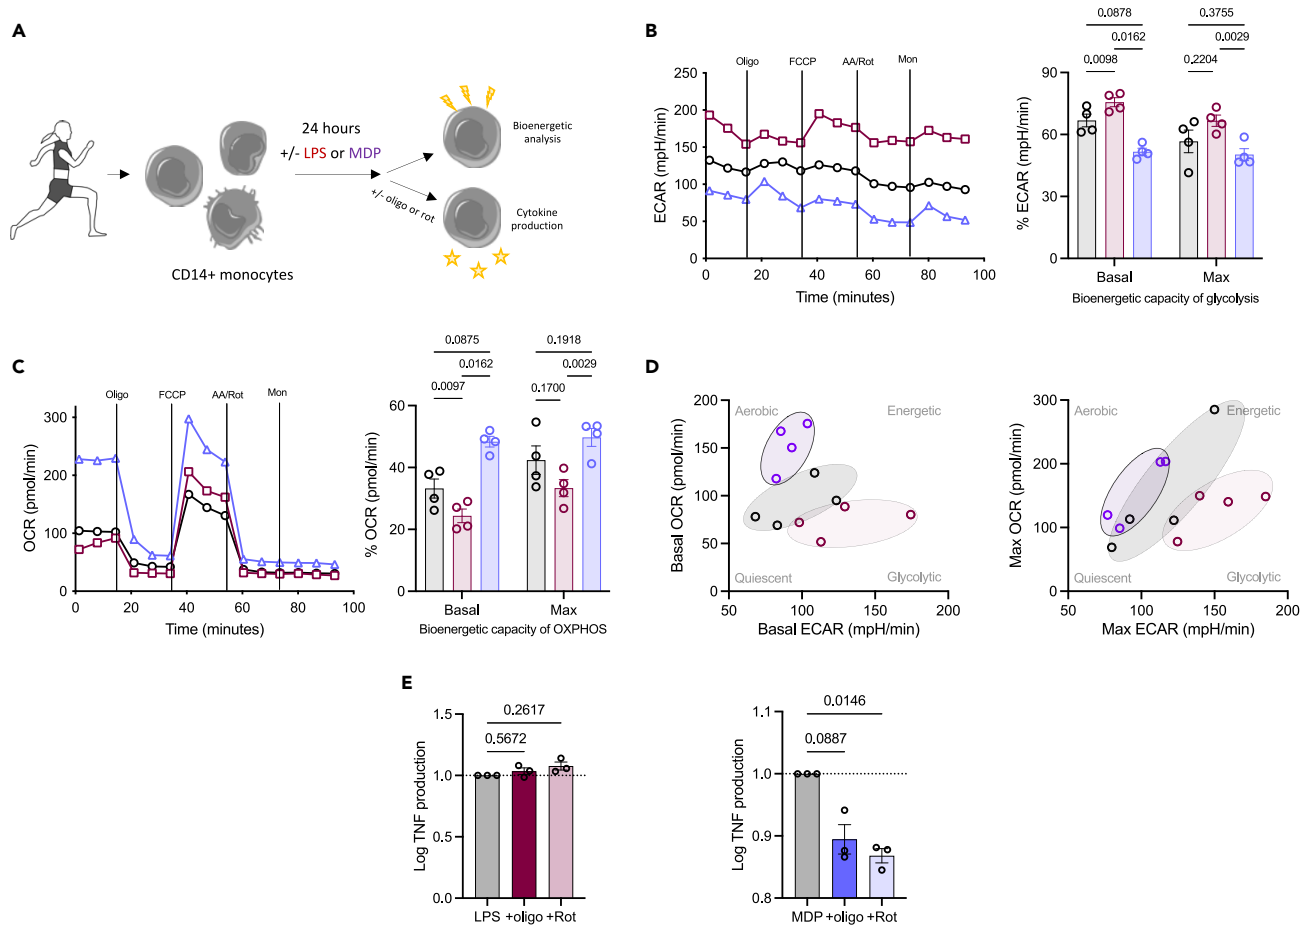 A
24 hours
+/- LPS or MDP
+/- oligo or rot
Bioenergetic
analysis
Cytokine
production
CD14+ monocytes
B
Oligo FCCP AA/Rot Mon
ECAR (mpH/min)
250
200
150
100
50
0
0 20 40 60 80 100
Time (minutes)
0.0878 0.3755
0.0162 0.0029
0.0098 0.2204
% ECAR (mpH/min)
90
60
30
0
Basal Max
Bioenergetic capacity of glycolysis
C
Oligo FCCP AA/Rot Mon
OCR (pmol/min)
300
200
100
0
0 20 40 60 80 100
Time (minutes)
0.0875 0.1918
0.0162 0.0029
0.0097 0.1700
% OCR (pmol/min)
60
40
20
0
Basal Max
Bioenergetic capacity of OXPHOS
D
Basal OCR (pmol/min)
200
150
100
50
0
Aerobic Energetic
Quiescent Glycolytic
50 100 150 200
Basal ECAR (mpH/min)
Max OCR (pmol/min)
300
200
100
0
Aerobic Energetic
Quiescent Glycolytic
50 100 150 200
Max ECAR (mpH/min)
E
0.2617
0.5672
Log TNF production
1.5
1.0
0.5
0.0
LPS +oligo +Rot
0.0146
0.0887
Log TNF production
1.1
1.0
0.9
0.8
MDP +oligo +Rot